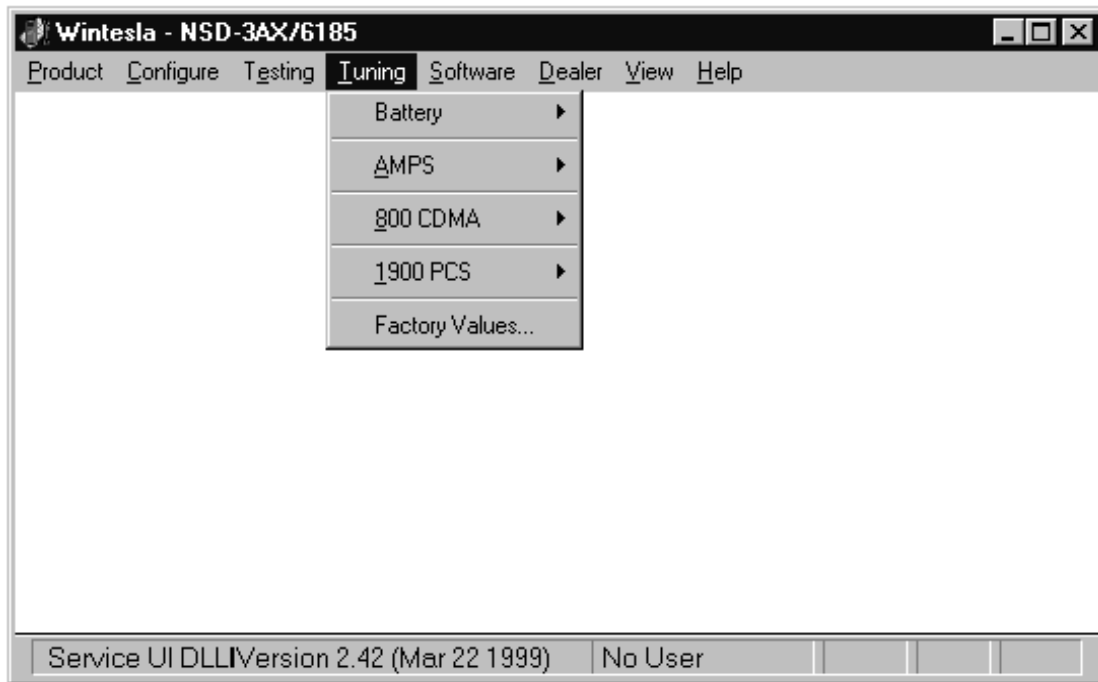 Wintesla - NSD-3AX/6185
Product Configure Testing Tuning Software Dealer View Help
Battery
AMPS
800 CDMA
1900 PCS
Factory Values...
Service UI DLLIVersion 2.42 (Mar 22 1999) No User